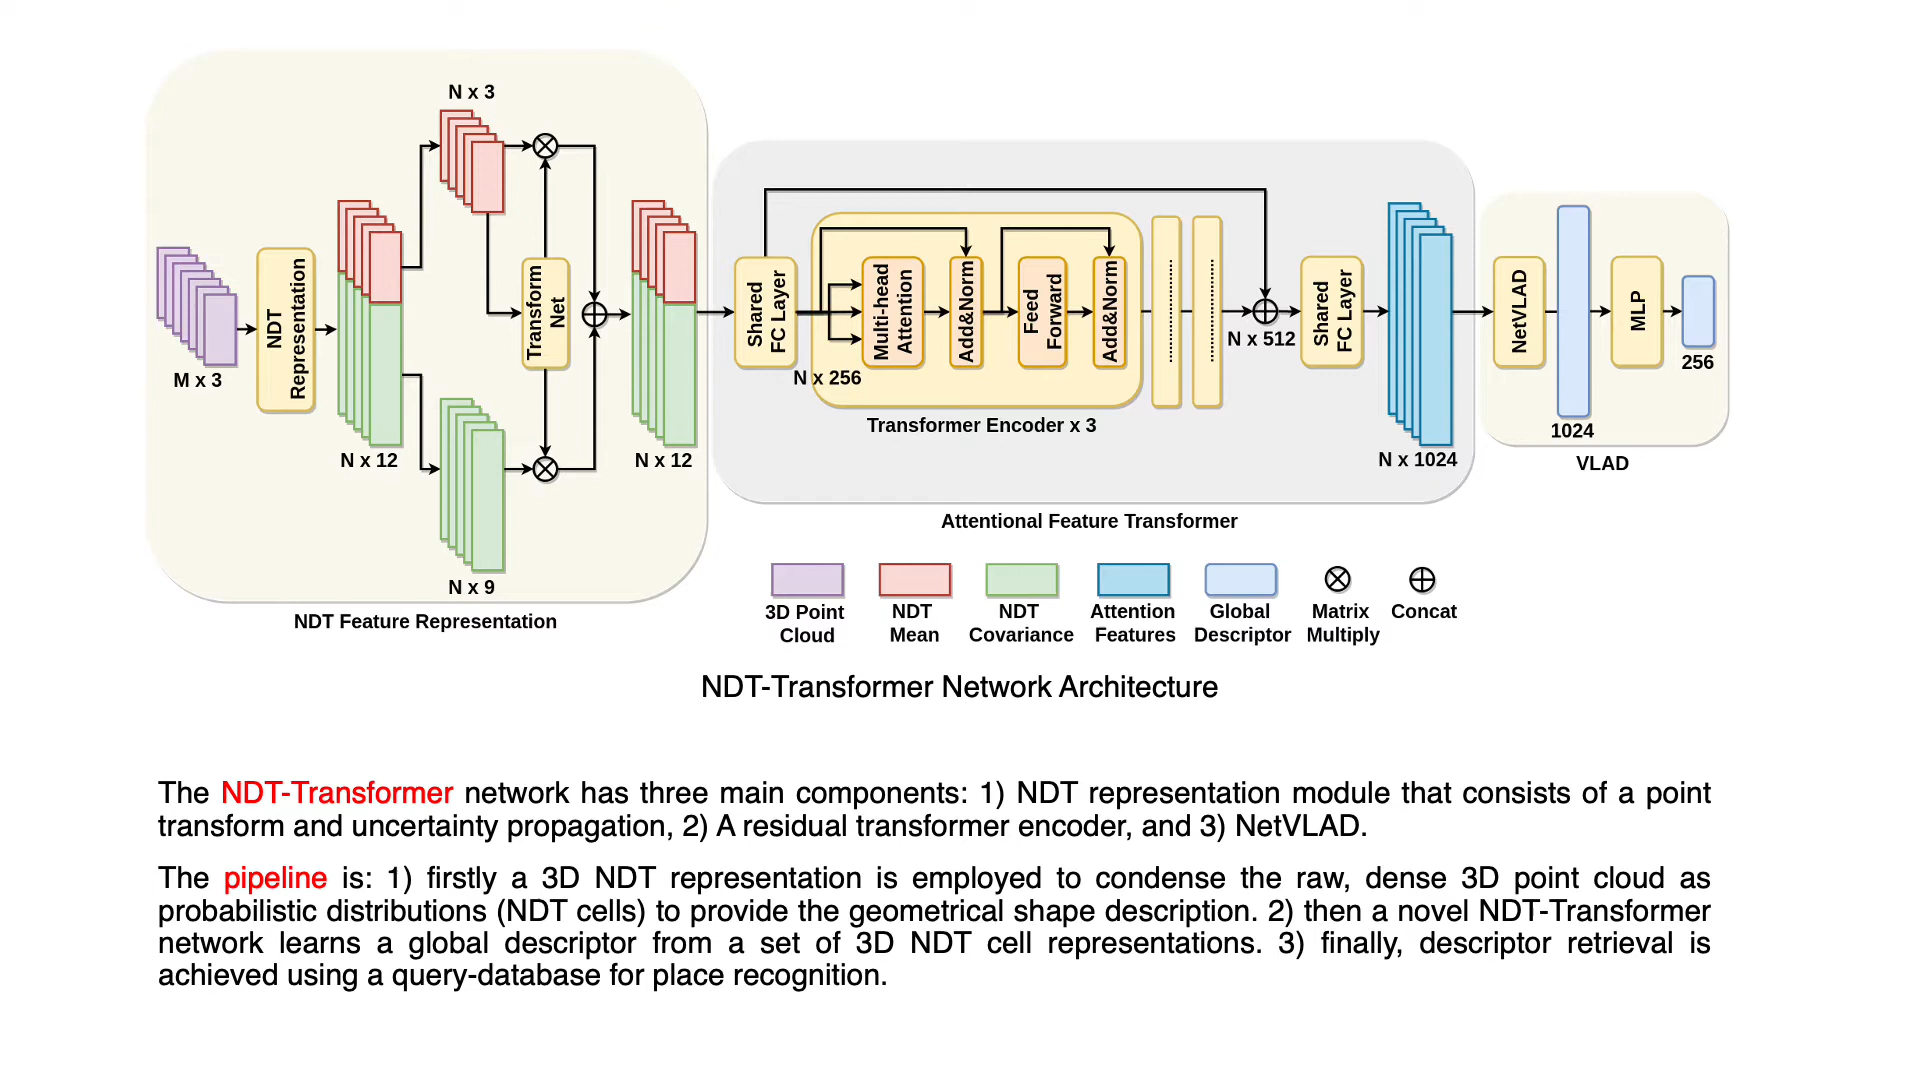 N x 3
M x 3
NDT
Representation
N x 12
Transform
Net
N x 9
N x 12
NDT Feature Representation
Shared
FC Layer
N x 256
Multi-head
Attention
Add&Norm
Feed
Forward
Add&Norm
Transformer Encoder x 3
N x 512
Shared
FC Layer
N x 1024
Attentional Feature Transformer
NetVLAD
1024
MLP
256
VLAD
3D Point
Cloud
NDT
Mean
NDT
Covariance
Attention
Features
Global
Descriptor
Matrix
Multiply
Concat
NDT-Transformer Network Architecture
The NDT-Transformer network has three main components: 1) NDT representation module that consists of a point
transform and uncertainty propagation, 2) A residual transformer encoder, and 3) NetVLAD.
The pipeline is: 1) firstly a 3D NDT representation is employed to condense the raw, dense 3D point cloud as
probabilistic distributions (NDT cells) to provide the geometrical shape description. 2) then a novel NDT-Transformer
network learns a global descriptor from a set of 3D NDT cell representations. 3) finally, descriptor retrieval is
achieved using a query-database for place recognition.